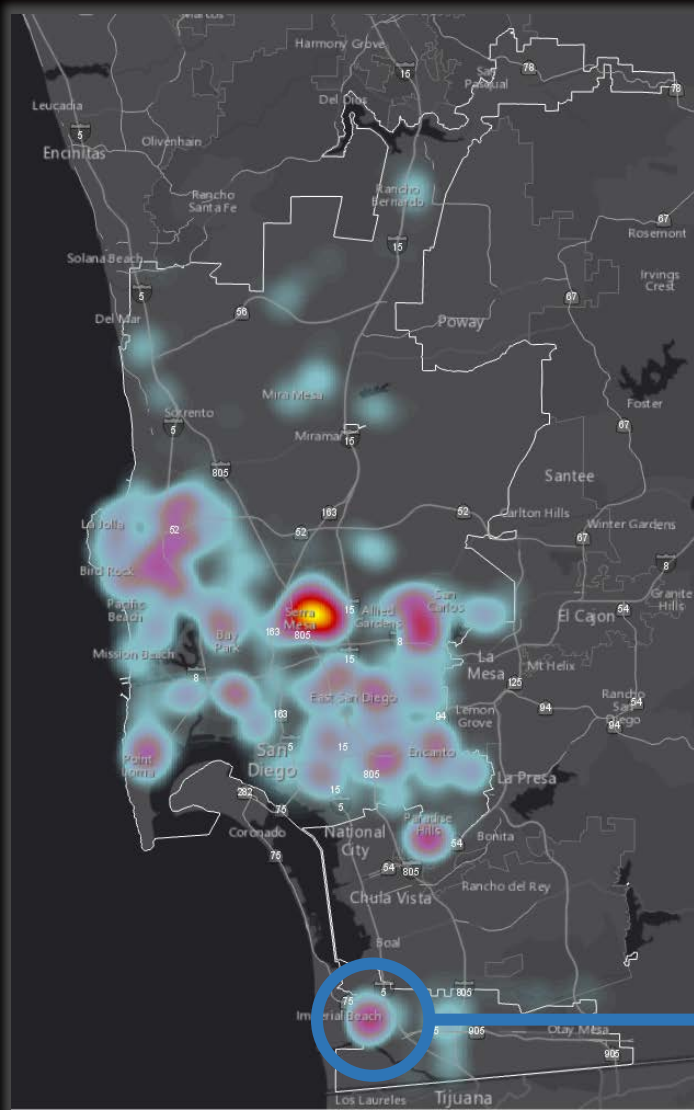 Harmony Grove
15
San
Pasqual
78
78
Leucadia
Del Dios
5
Encinitas
Olivenhain
Rancho
Santa Fe
Rancho
Bernardo
67
Rosemont
15
Solana Beach
Irvings
Crest
5
67
56
Del Mar
Poway
Mira Mesa
Sorrento
Foster
5
Miramar
15
67
805
Santee
163
52
Carlton Hills
La Jolla
52
52
Winter Gardens
67
8
Bird Rock
Granite
Hills
Pacific
Beach
Serra
Mesa
15
Allied
Gardens
San
Carlos
El Cajon
54
Bay
Park
163
805
8
Mission Beach
15
La
Mesa
Mt Helix
8
125
East San Diego
Rancho
San
Diego
54
94
Lemon
Grove
163
94
94
San
Diego
5
15
Encanto
Point
Loma
805
La Presa
282
15
75
5
Paradise
Hills
Coronado
National
City
Bonita
54
75
54
805
Rancho del Rey
Chula Vista
Boal
5
805
75
Imperial Beach
5
905
Otay Mesa
905
Los Laureles
Tijuana